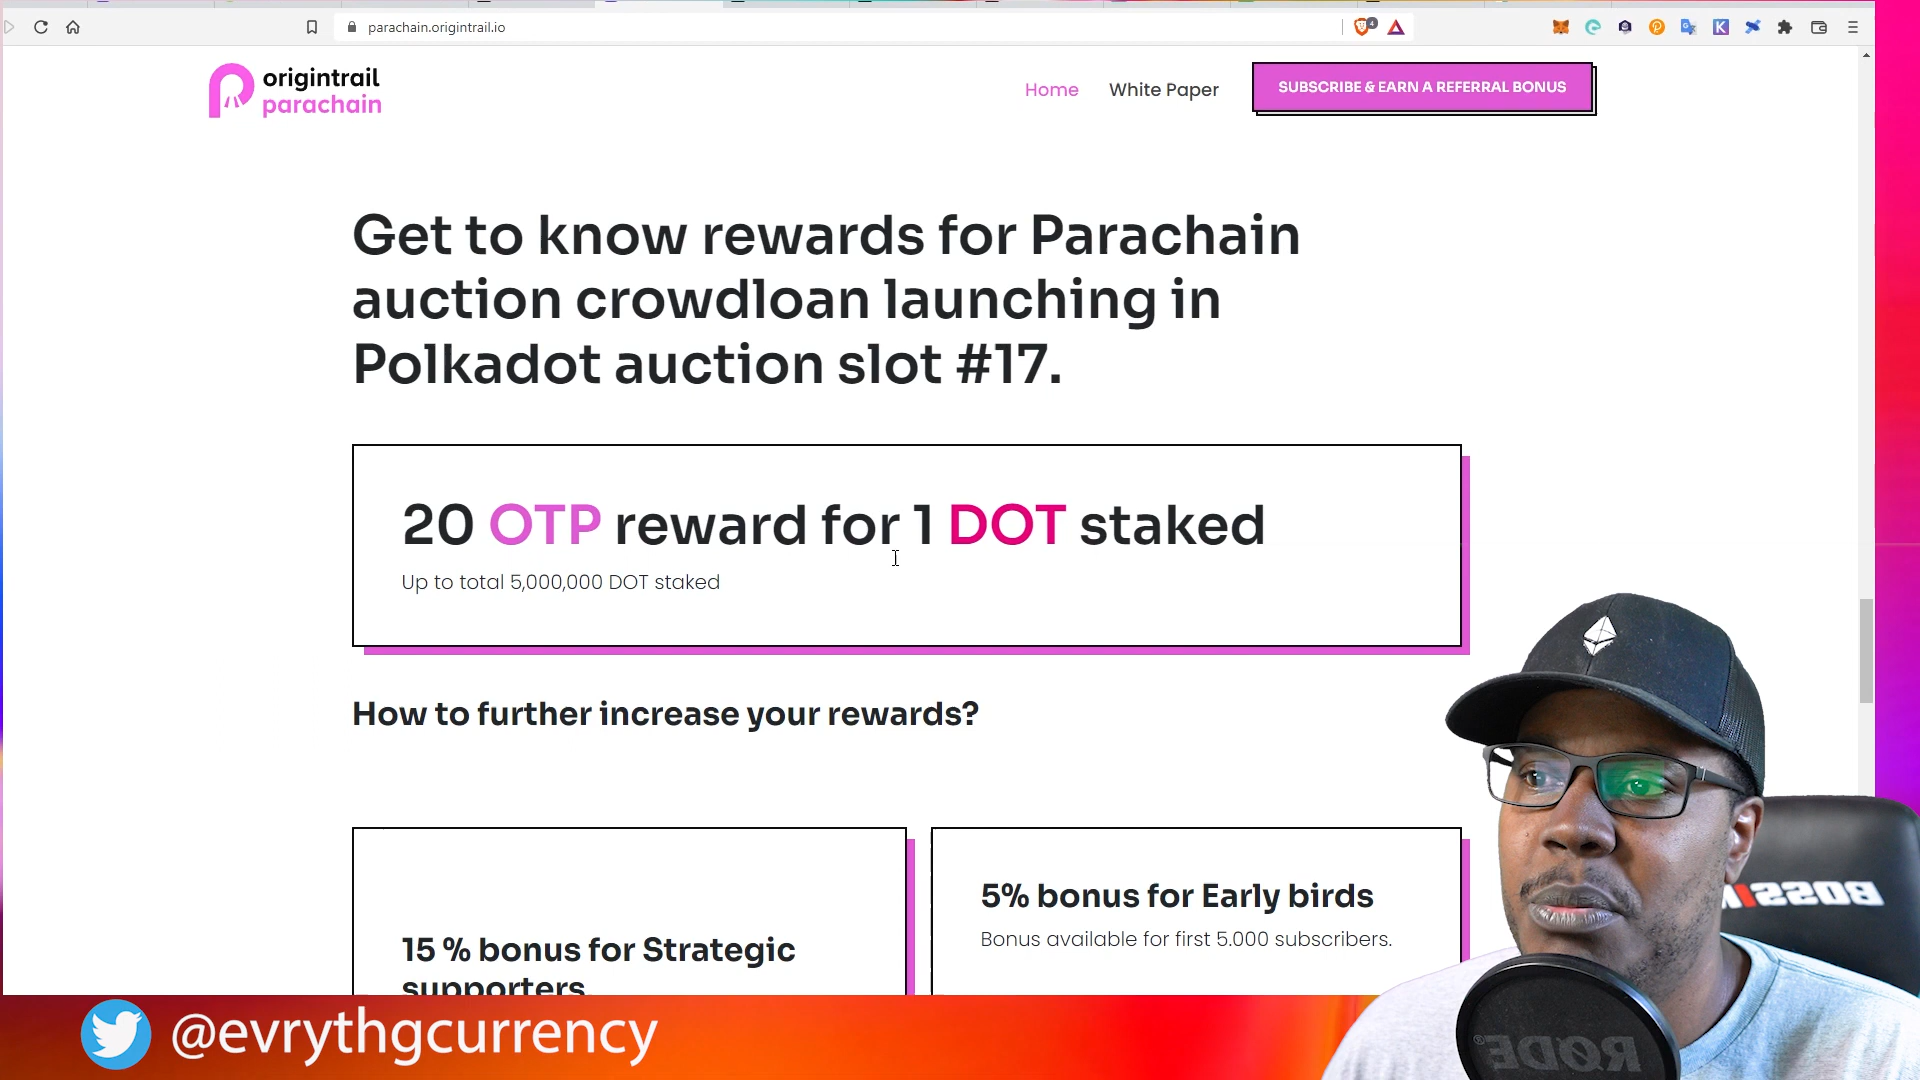 parachain.origintrail.io
4
origintrail
parachain
Home
White Paper
SUBSCRIBE & EARN A REFERRAL BONUS
Get to know rewards for Parachain
auction crowdloan launching in
Polkadot auction slot #17.
20 OTP reward for 1 DOT staked
Up to total 5,000,000 DOT staked
How to further increase your rewards?
15 % bonus for Strategic
supporters
5% bonus for Early birds
Bonus available for first 5.000 subscribers.
@evrythgcurrency
RØDE®